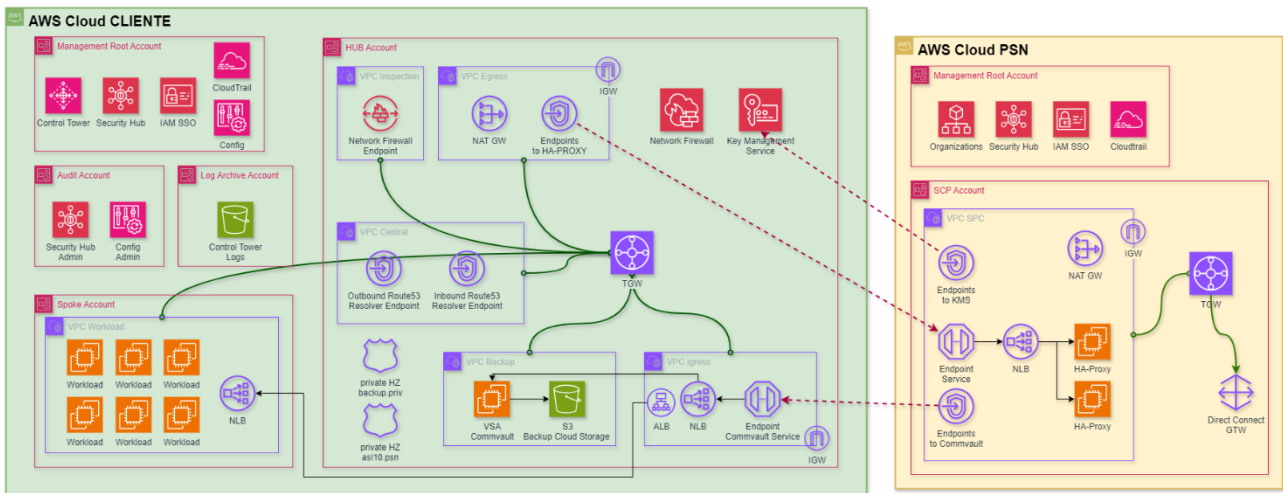 AWS Cloud CLIENTE
Management Root Account
CloudTrail
Control Tower
Security Hub
IAM SSO
Config
Audit Account
Security Hub
Admin
Config
Admin
Log Archive Account
Control Tower
Logs
Spoke Account
VPC Workload
Workload
Workload
Workload
Workload
Workload
Workload
NLB
HUB Account
VPC Inspection
Network Firewall
Endpoint
VPC Egress
IGW
NAT GW
Endpoints
to HA-PROXY
Network Firewall
Key Management
Service
VPC Central
Outbound Route53
Resolver Endpoint
Inbound Route53
Resolver Endpoint
TGW
private HZ
backup.priv
private HZ
asl10.psn
VPC Backup
VSA
Commvault
S3
Backup Cloud Storage
VPC Igress
ALB
NLB
Endpoint
Commvault Service
IGW
AWS Cloud PSN
Management Root Account
Organizations
Security Hub
IAM SSO
Cloudtrail
SCP Account
VPC SPC
IGW
Endpoints
to KMS
NAT GW
TGW
Endpoint
Service
NLB
HA-Proxy
HA-Proxy
Endpoints
to Commvault
Direct Connect
GTW